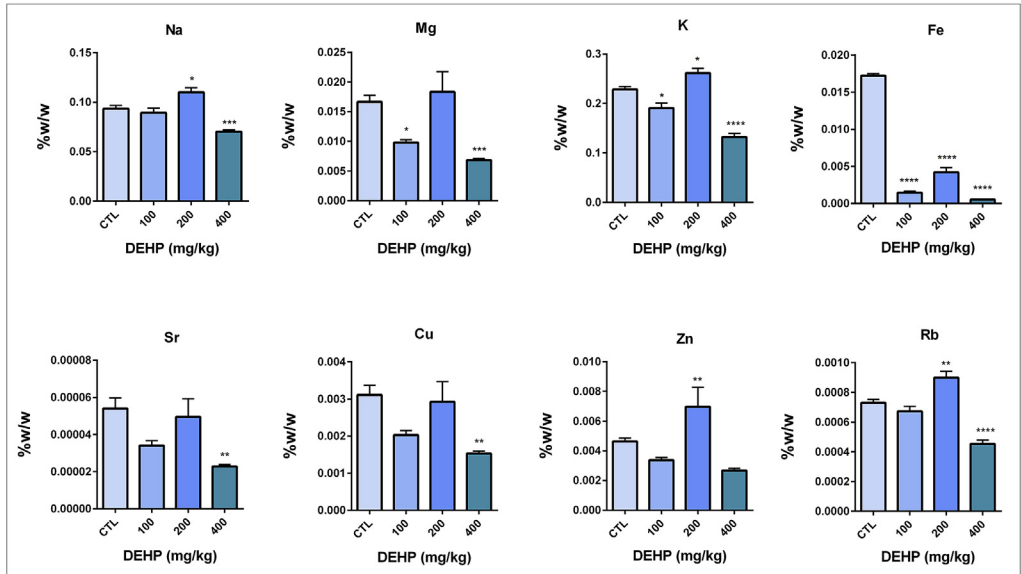 Na
0.15
*
0.10
***
0.05
0.00
%w/w
CTL
100
200
400
DEHP (mg/kg)
Mg
0.025
0.020
0.015
*
0.010
***
0.005
0.000
%w/w
CTL
100
200
400
DEHP (mg/kg)
K
0.3
*
*
0.2
****
0.1
0.0
%w/w
CTL
100
200
400
DEHP (mg/kg)
Fe
0.020
0.015
0.010
0.005
****
****
****
0.000
%w/w
CTL
100
200
400
DEHP (mg/kg)
Sr
0.00008
0.00006
0.00004
**
0.00002
0.00000
%w/w
CTL
100
200
400
DEHP (mg/kg)
Cu
0.004
0.003
0.002
**
0.001
0.000
%w/w
CTL
100
200
400
DEHP (mg/kg)
Zn
0.010
**
0.008
0.006
0.004
0.002
0.000
%w/w
CTL
100
200
400
DEHP (mg/kg)
Rb
0.0010
**
0.0008
0.0006
****
0.0004
0.0002
0.0000
%w/w
CTL
100
200
400
DEHP (mg/kg)